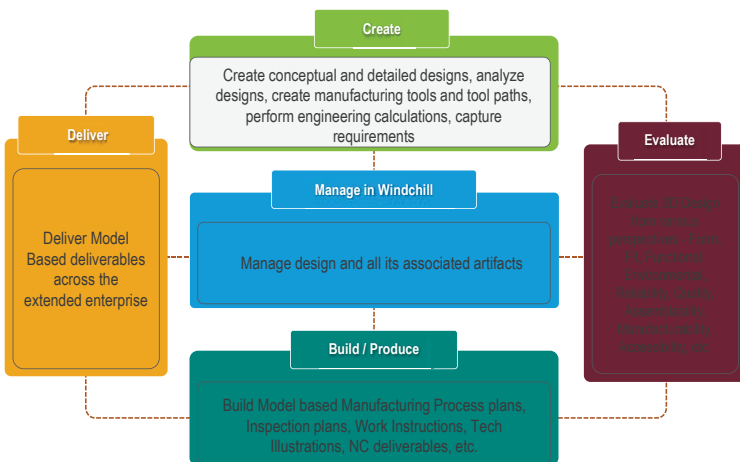 Create
Create conceptual and detailed designs, analyze
designs, create manufacturing tools and tool paths,
perform engineering calculations, capture
requirements
Deliver
Deliver Model
Based deliverables
across the
extended enterprise
Manage in Windchill
Manage design and all its associated artifacts
Evaluate
Build / Produce
Build Model based Manufacturing Process plans,
Inspection plans, Work Instructions, Tech
Illustrations, NC deliverables, etc.